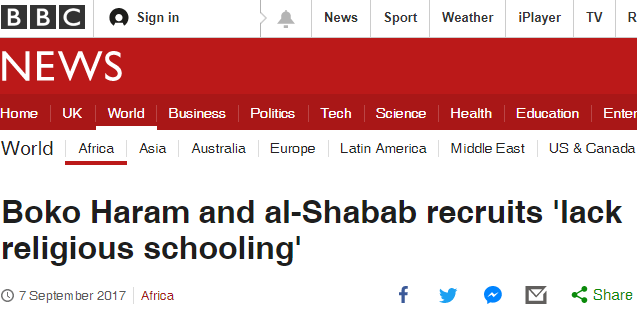 BBC Sign in News Sport Weather iPlayer TV R
NEWS
Home UK World Business Politics Tech Science Health Education Enter
World Africa Asia Australia Europe Latin America Middle East US & Canada
Boko Haram and al-Shabab recruits 'lack
religious schooling'
7 September 2017 Africa Share